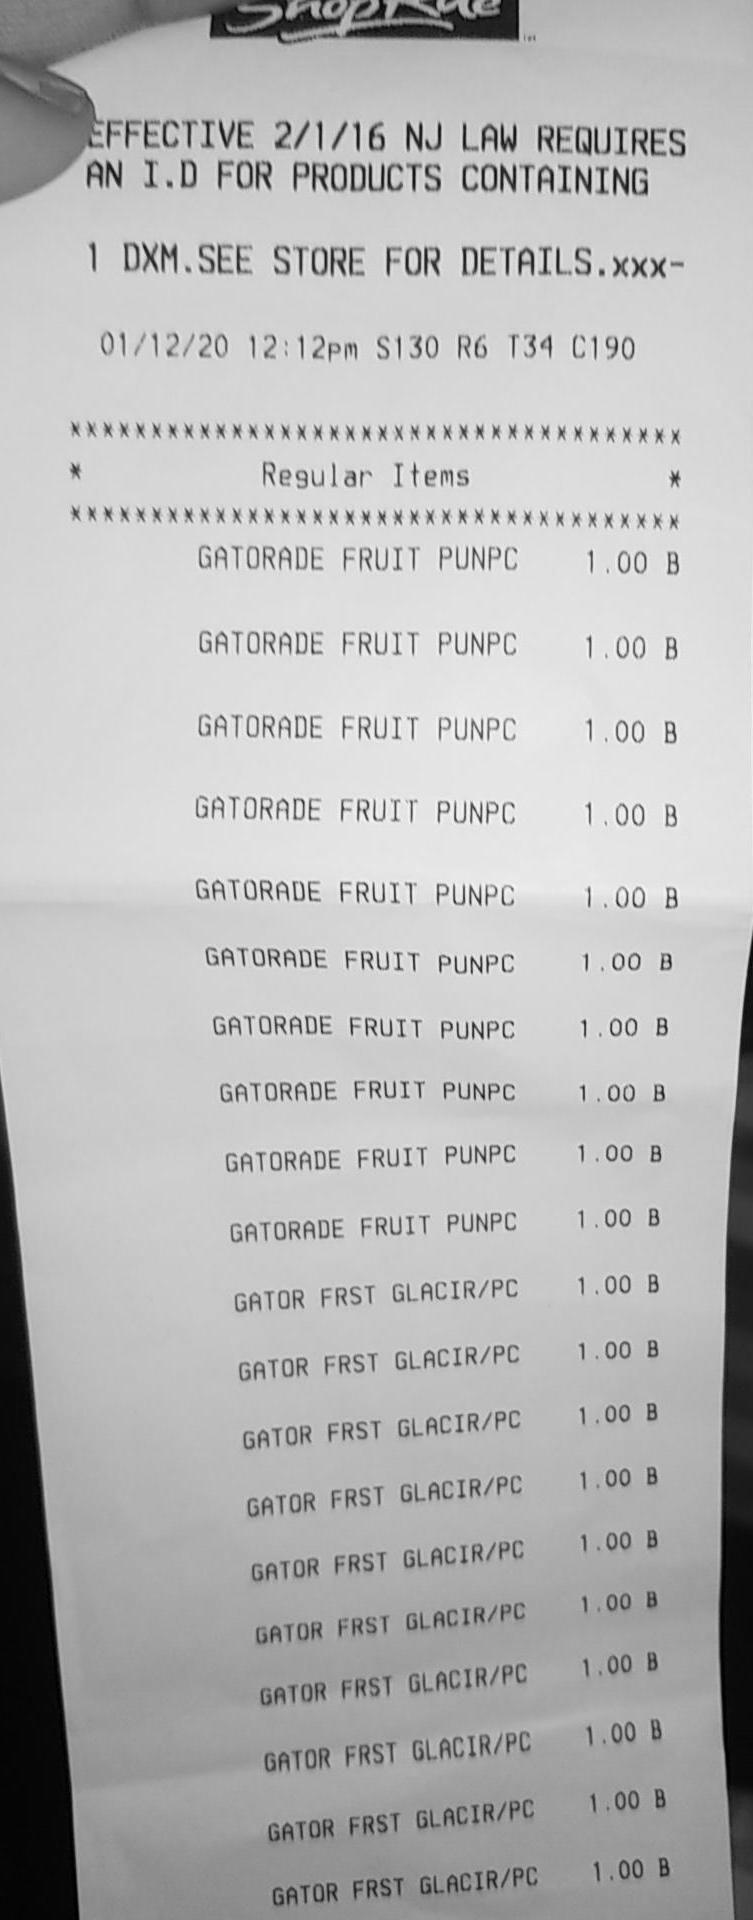 ShopRite
EFFECTIVE 2/1/16 NJ LAW REQUIRES
AN I.D FOR PRODUCTS CONTAINING
1 DXM.SEE STORE FOR DETAILS.xxx-
01/12/20 12:12pm S130 R6 T34 C190
**************************************
* Regular Items *
**************************************
GATORADE FRUIT PUNPC 1.00 B
GATORADE FRUIT PUNPC 1.00 B
GATORADE FRUIT PUNPC 1.00 B
GATORADE FRUIT PUNPC 1.00 B
GATORADE FRUIT PUNPC 1.00 B
GATORADE FRUIT PUNPC 1.00 B
GATORADE FRUIT PUNPC 1.00 B
GATORADE FRUIT PUNPC 1.00 B
GATORADE FRUIT PUNPC 1.00 B
GATORADE FRUIT PUNPC 1.00 B
GATOR FRST GLACIR/PC 1.00 B
GATOR FRST GLACIR/PC 1.00 B
GATOR FRST GLACIR/PC 1.00 B
GATOR FRST GLACIR/PC 1.00 B
GATOR FRST GLACIR/PC 1.00 B
GATOR FRST GLACIR/PC 1.00 B
GATOR FRST GLACIR/PC 1.00 B
GATOR FRST GLACIR/PC 1.00 B
GATOR FRST GLACIR/PC 1.00 B
GATOR FRST GLACIR/PC 1.00 B